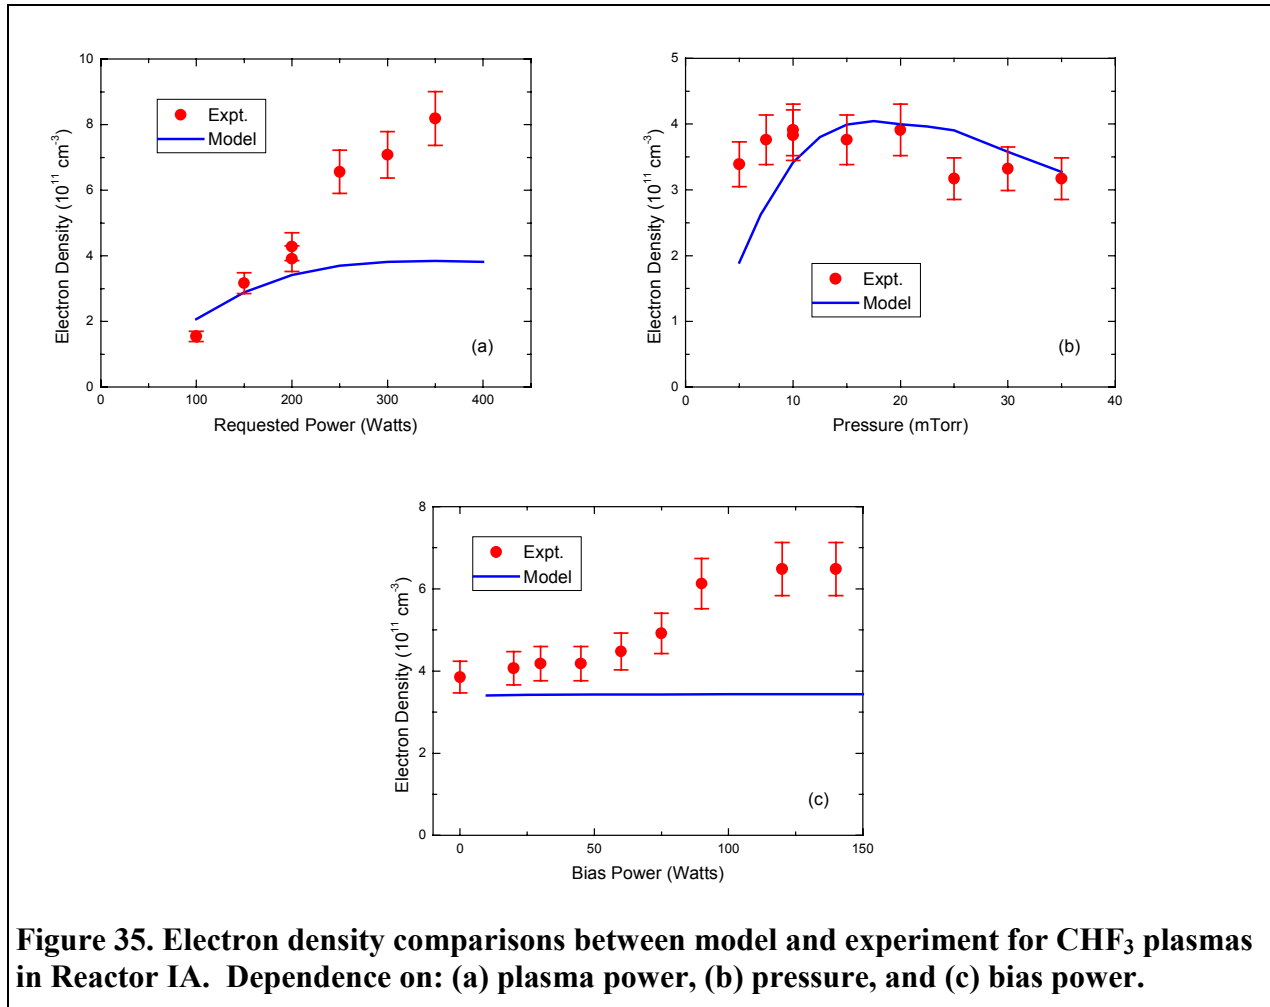 10
8
6
4
2
0
0
100
200
300
400
Electron Density (10¹¹ cm⁻³)
Requested Power (Watts)
Expt.
Model
(a)
5
4
3
2
1
0
0
10
20
30
40
Electron Density (10¹¹ cm⁻³)
Pressure (mTorr)
Expt.
Model
(b)
8
6
4
2
0
0
50
100
150
Electron Density (10¹¹ cm⁻³)
Bias Power (Watts)
Expt.
Model
(c)
Figure 35. Electron density comparisons between model and experiment for CHF₃ plasmas
in Reactor IA.  Dependence on: (a) plasma power, (b) pressure, and (c) bias power.